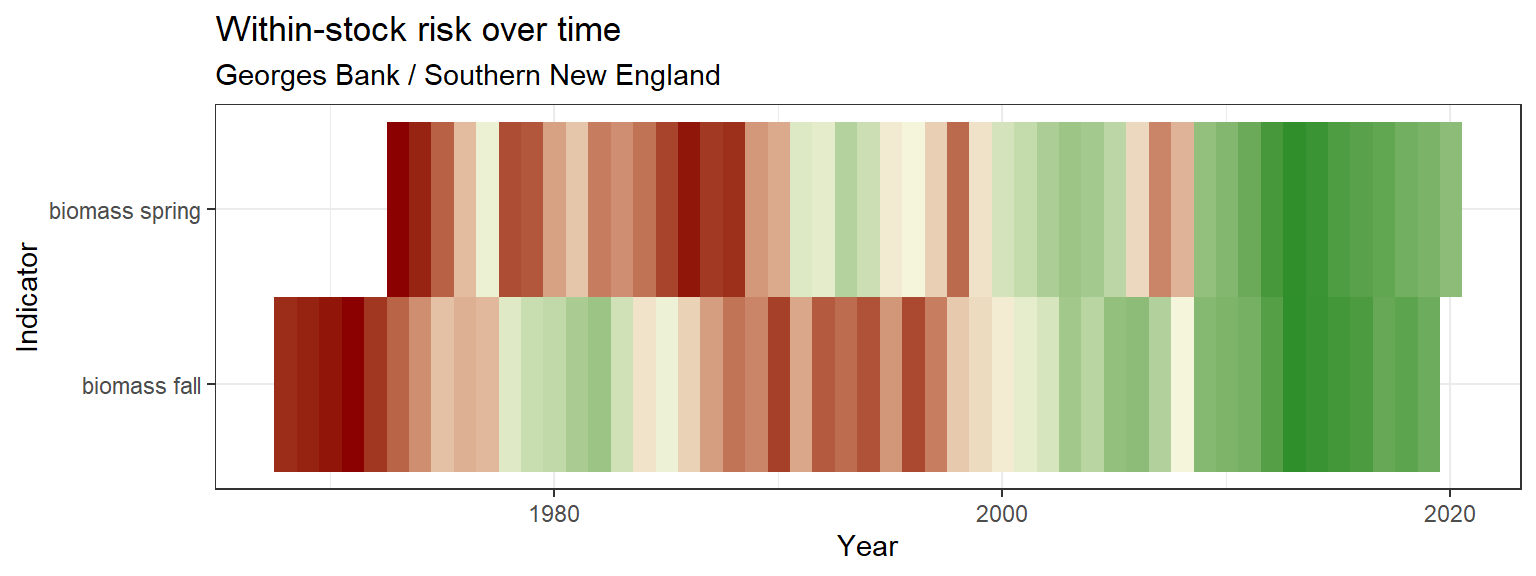 Within-stock risk over time
Georges Bank / Southern New England
Indicator
biomass spring
biomass fall
1980
2000
2020
Year